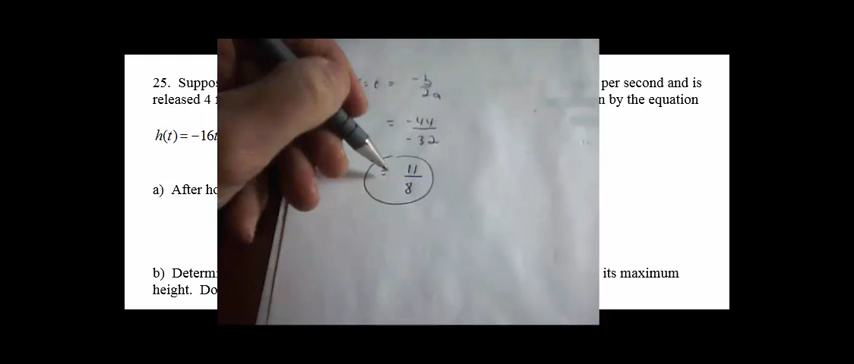 25. Suppo
per second and is
released 4
n by the equation
h(t) = −16t
t = -b/2a
= -44/-32
= 11/8
a) After ho
b) Determ
its maximum
height. Do